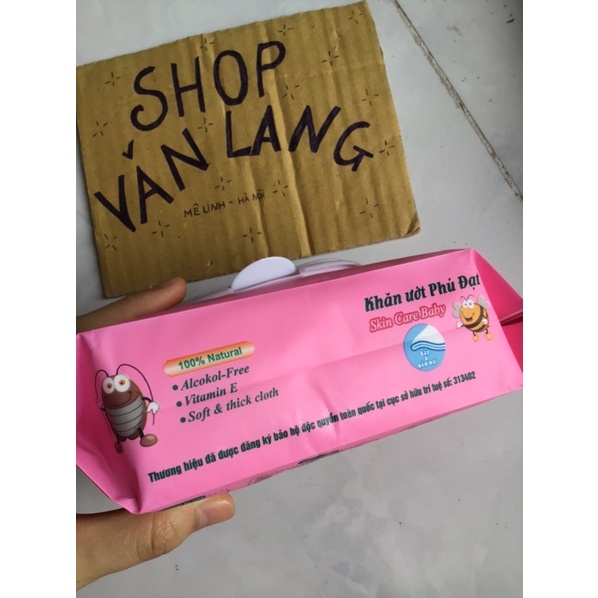 SHOP
VĂN LANG
MÊ LINH - HÀ NỘI
Khăn ướt Phú Đạt
Skin Care Baby
100% Natural
• Alcokol-Free
• Vitamin E
• Soft & thick cloth
Thương hiệu đã được đăng ký bảo hộ độc quyền toàn quốc tại cục sở hữu trí tuệ số: 313402